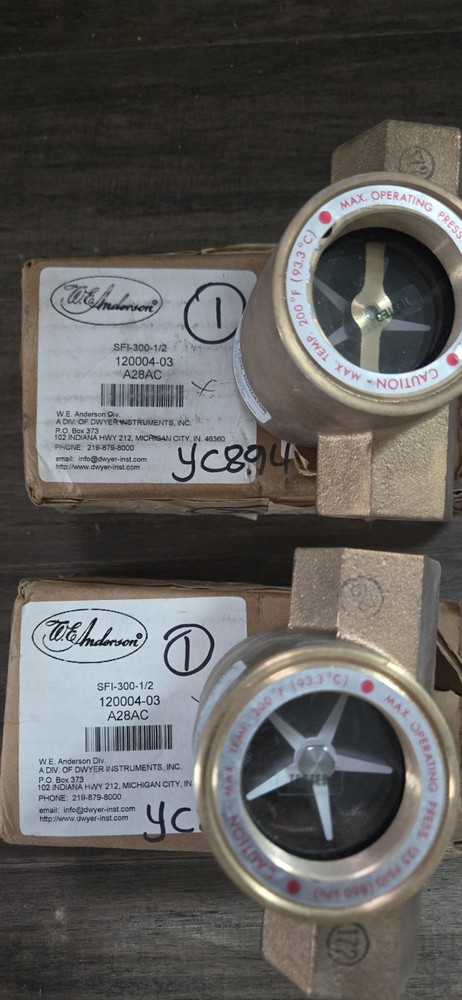 W.E. Anderson®
1
SFI-300-1/2
120004-03
A28AC
W.E. Anderson Div.
A DIV. OF DWYER INSTRUMENTS, INC.
P.O. Box 373
102 INDIANA HWY 212, MICHIGAN CITY, IN. 46360
PHONE: 219-879-8000
email: info@dwyer-inst.com
http://www.dwyer-inst.com
YC894
MAX. OPERATING PRESS.
CAUTION - MAX. TEMP. 200°F (93.3°C)
W.E. Anderson®
1
SFI-300-1/2
120004-03
A28AC
W.E. Anderson Div.
A DIV. OF DWYER INSTRUMENTS, INC.
P.O. Box 373
102 INDIANA HWY 212, MICHIGAN CITY, IN.
PHONE: 219-879-8000
email: info@dwyer-inst.com
http://www.dwyer-inst.com
YC
CAUTION - MAX. TEMP. 200°F (93.3°C)
MAX. OPERATING PRESS. 125 PSIG
TESTED